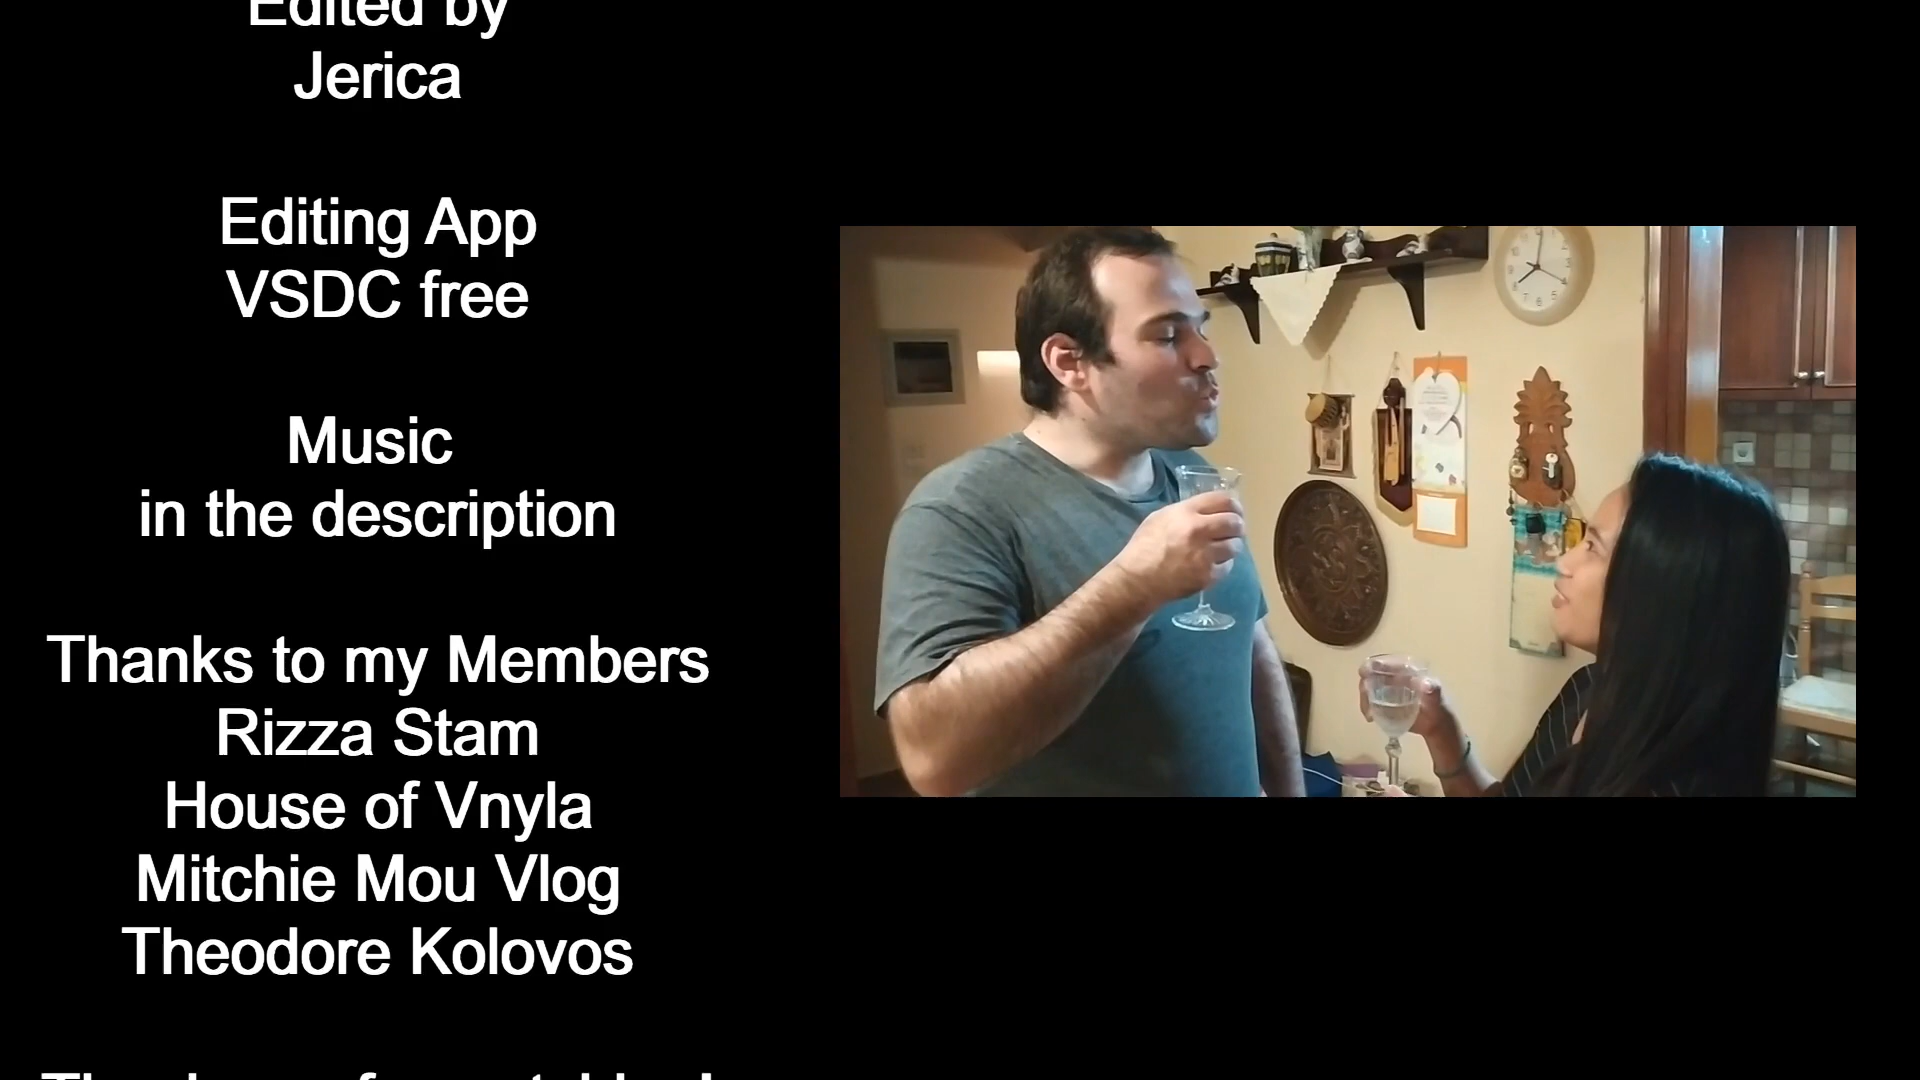 Edited by
Jerica
Editing App
VSDC free
Music
in the description
Thanks to my Members
Rizza Stam
House of Vnyla
Mitchie Mou Vlog
Theodore Kolovos